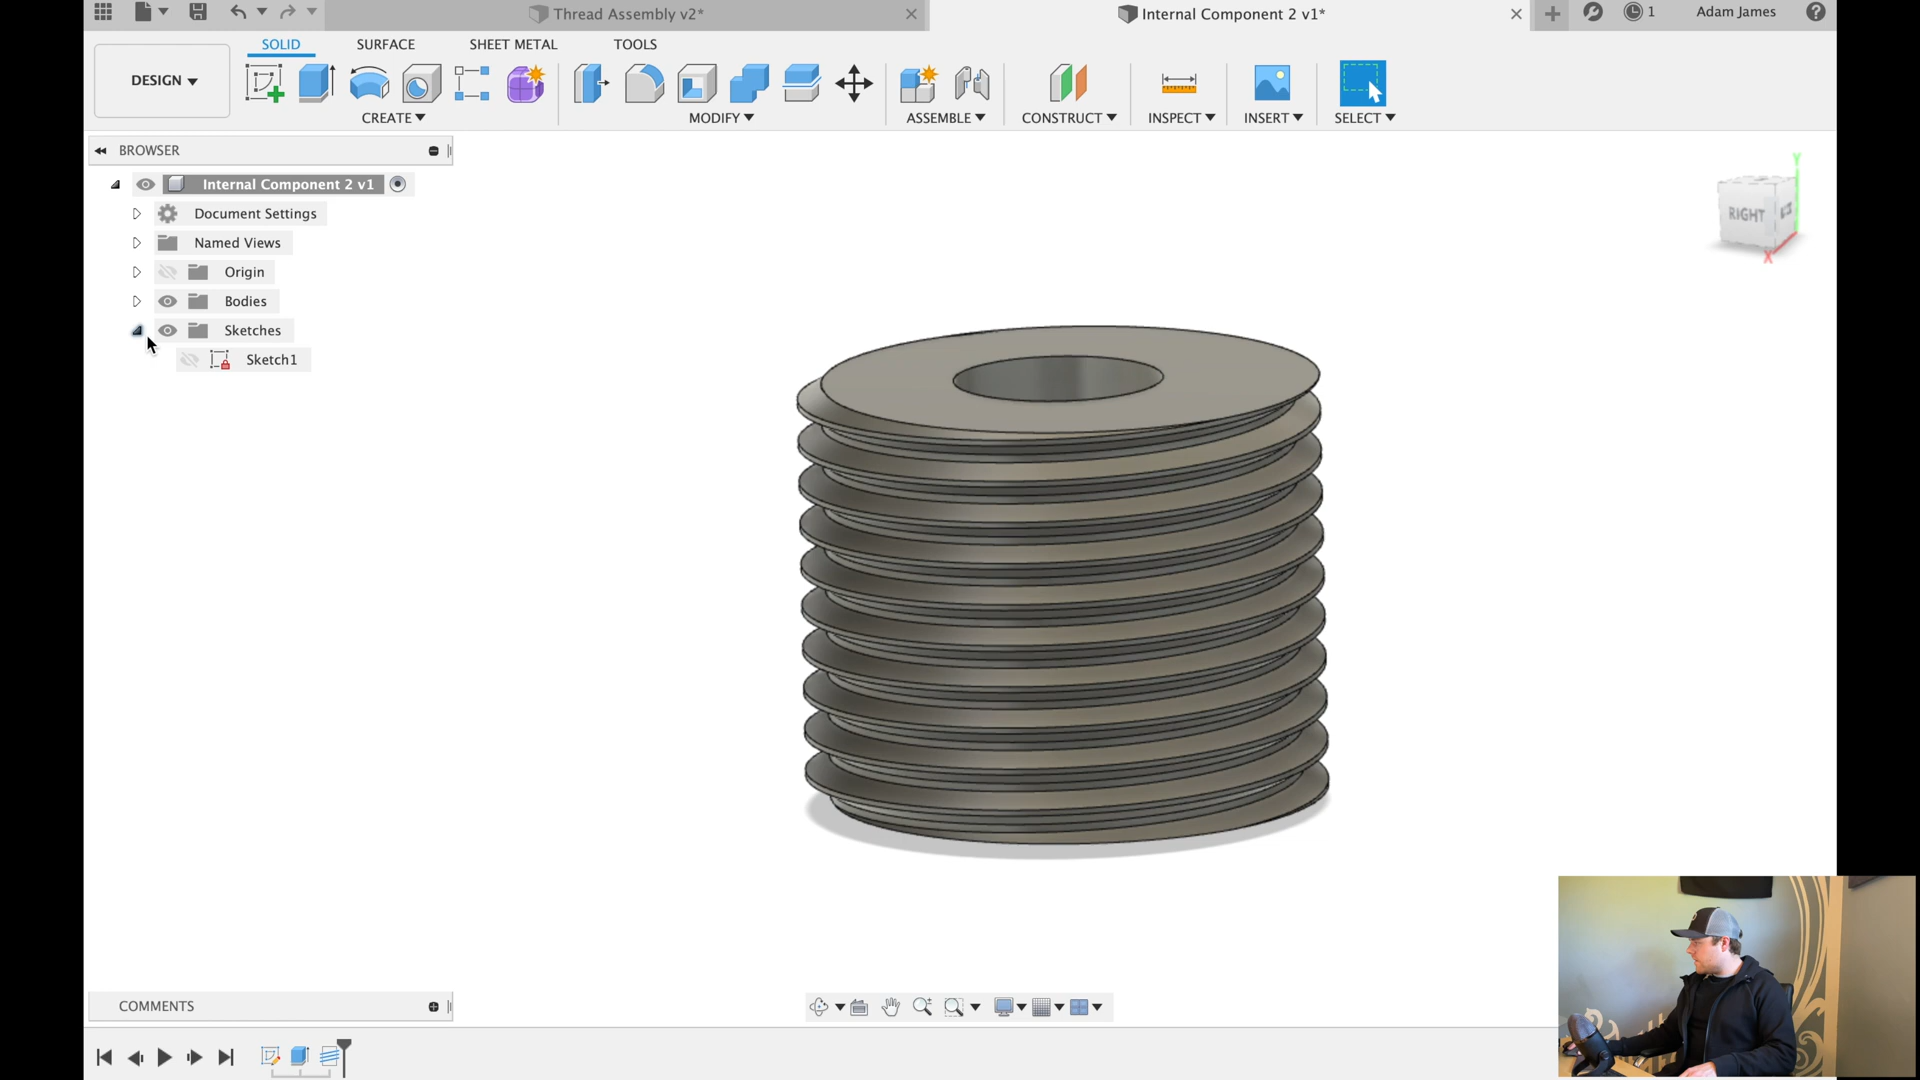 Thread Assembly v2*
Internal Component 2 v1*
1
Adam James
DESIGN
SOLID
SURFACE
SHEET METAL
TOOLS
CREATE
MODIFY
ASSEMBLE
CONSTRUCT
INSPECT
INSERT
SELECT
BROWSER
Internal Component 2 v1
Document Settings
Named Views
Origin
Bodies
Sketches
Sketch1
Y
RIGHT
X
COMMENTS